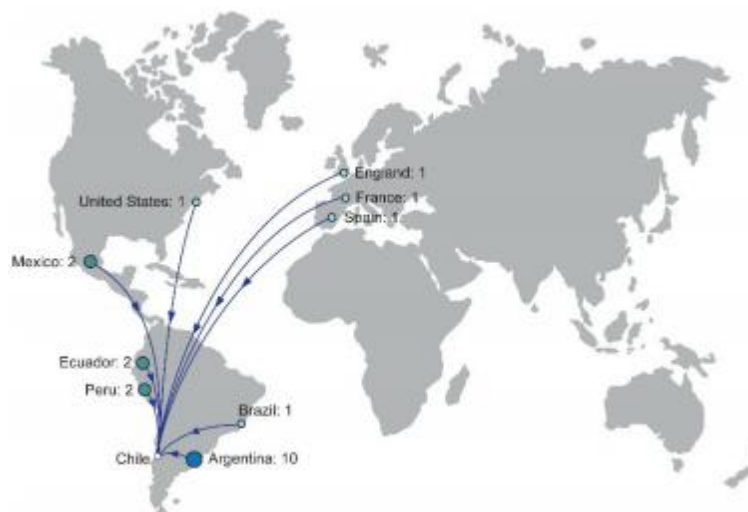 Engrand: 1
France: 1
United States: 1
Spain: 1
Mexico: 2
Ecuador: 2
Peru: 2
Brazil: 1
Chile
Argentina: 10